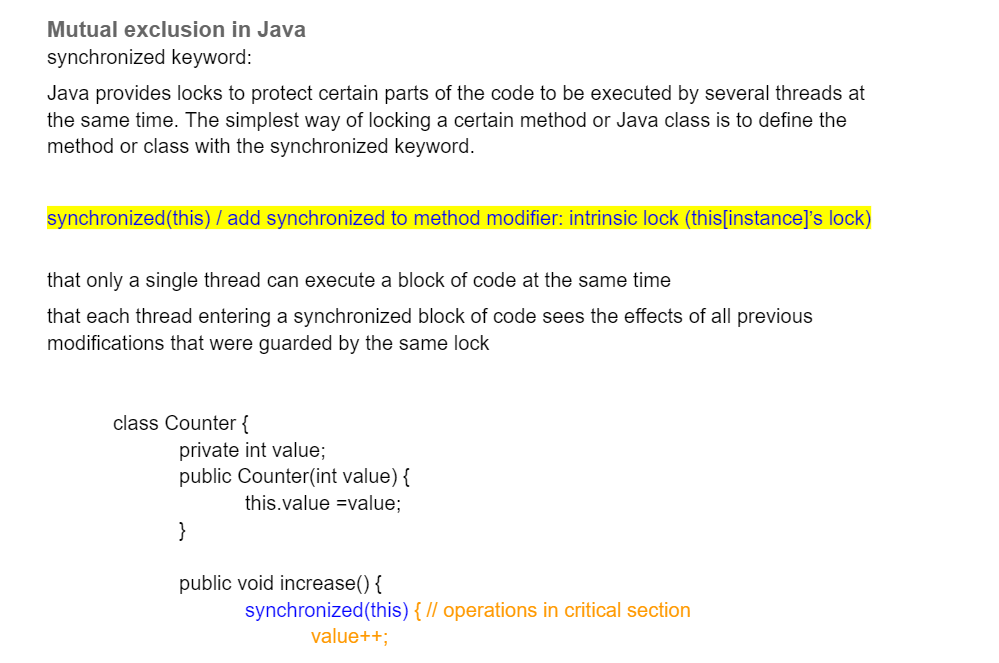 Mutual exclusion in Java
synchronized keyword:
Java provides locks to protect certain parts of the code to be executed by several threads at
the same time. The simplest way of locking a certain method or Java class is to define the
method or class with the synchronized keyword.
synchronized(this) / add synchronized to method modifier: intrinsic lock (this[instance]'s lock)
that only a single thread can execute a block of code at the same time
that each thread entering a synchronized block of code sees the effects of all previous
modifications that were guarded by the same lock
class Counter {
private int value;
public Counter(int value) {
this.value =value;
}
public void increase() {
synchronized(this) { // operations in critical section
value++;